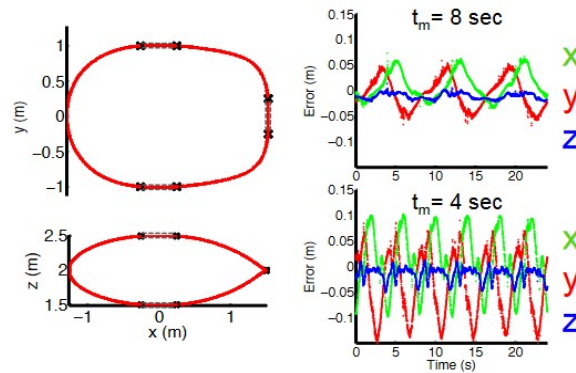 1
0.5
0
−0.5
−1
y (m)
2.5
2
1.5
z (m)
−1
0
1
x (m)
t_m= 8 sec
0.15
0.1
0.05
0
−0.05
−0.1
Error (m)
0
5
10
15
20
x
y
z
t_m= 4 sec
0.15
0.1
0.05
0
−0.05
−0.1
Error (m)
0
5
10
15
20
Time (s)
x
y
z